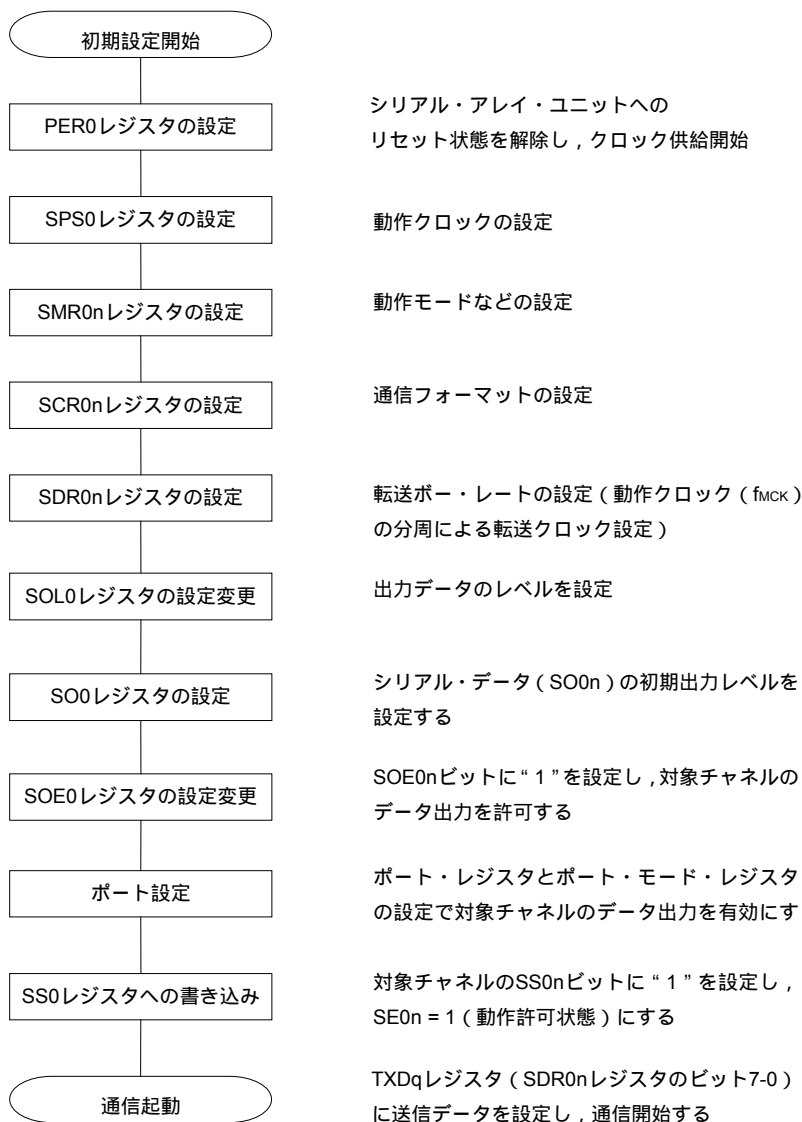 初期設定開始
PER0レジスタの設定
シリアル・アレイ・ユニットへの
リセット状態を解除し，クロック供給開始
SPS0レジスタの設定
動作クロックの設定
SMR0nレジスタの設定
動作モードなどの設定
SCR0nレジスタの設定
通信フォーマットの設定
SDR0nレジスタの設定
転送ボー・レートの設定（動作クロック（fMCK）
の分周による転送クロック設定）
SOL0レジスタの設定変更
出力データのレベルを設定
SO0レジスタの設定
シリアル・データ（SO0n）の初期出力レベルを
設定する
SOE0レジスタの設定変更
SOE0nビットに“1”を設定し，対象チャネルの
データ出力を許可する
ポート設定
ポート・レジスタとポート・モード・レジスタ
の設定で対象チャネルのデータ出力を有効にす
SS0レジスタへの書き込み
対象チャネルのSS0nビットに“1”を設定し，
SE0n = 1（動作許可状態）にする
通信起動
TXDqレジスタ（SDR0nレジスタのビット7-0）
に送信データを設定し，通信開始する